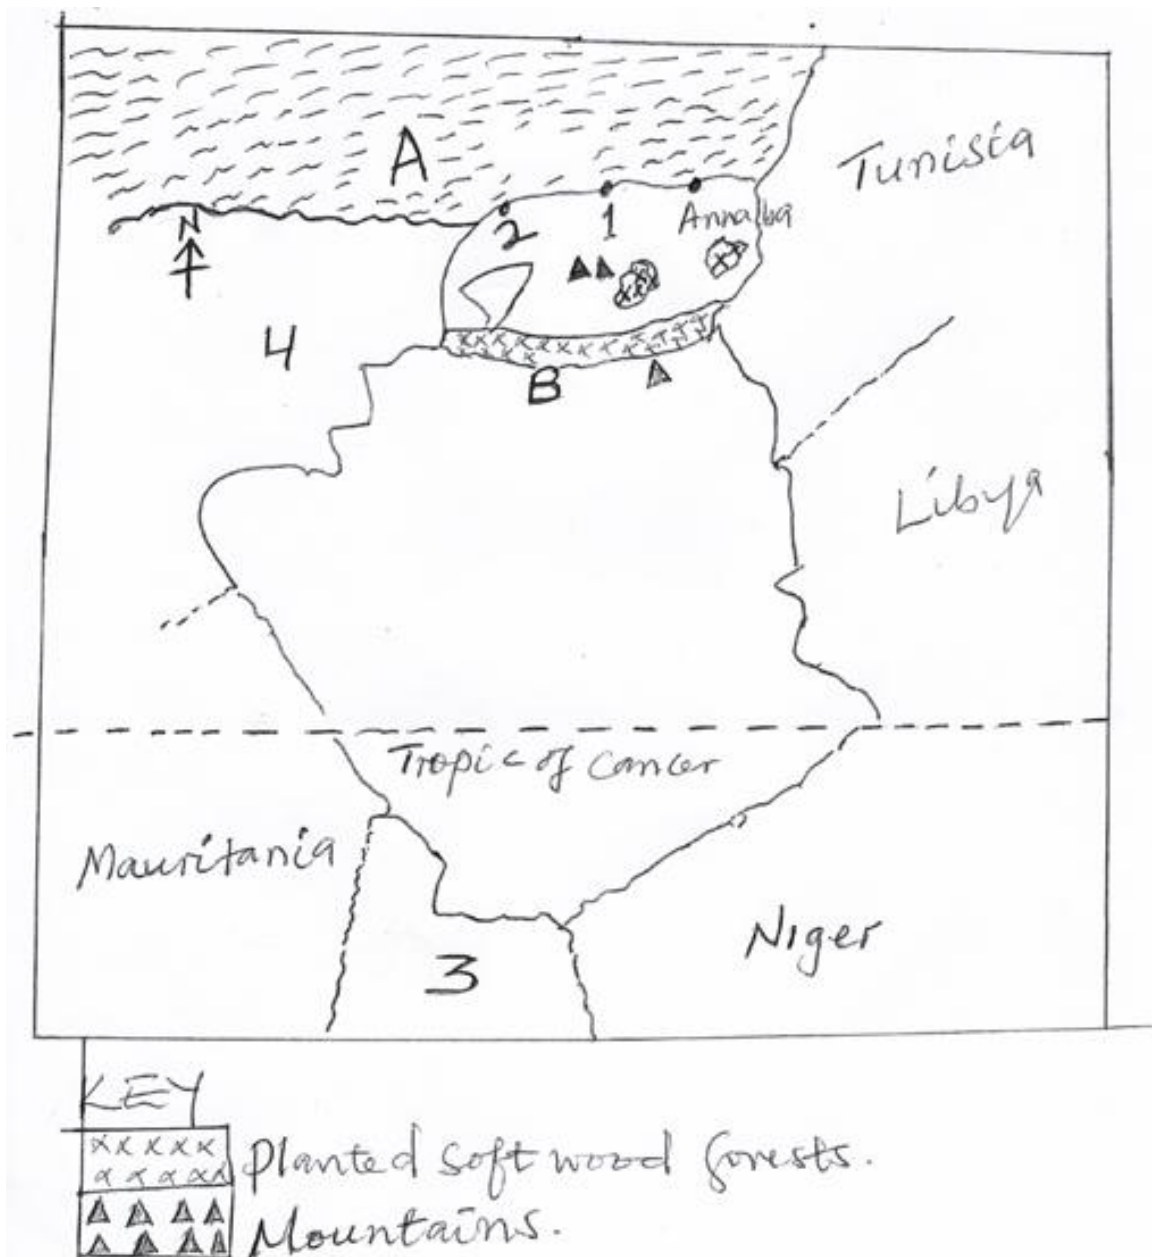 A
Tunisia
N
2 1 Annaba
4
B
Libya
Tropic of Cancer
Mauritania
Niger
3
KEY
Planted soft wood forests.
Mountains.